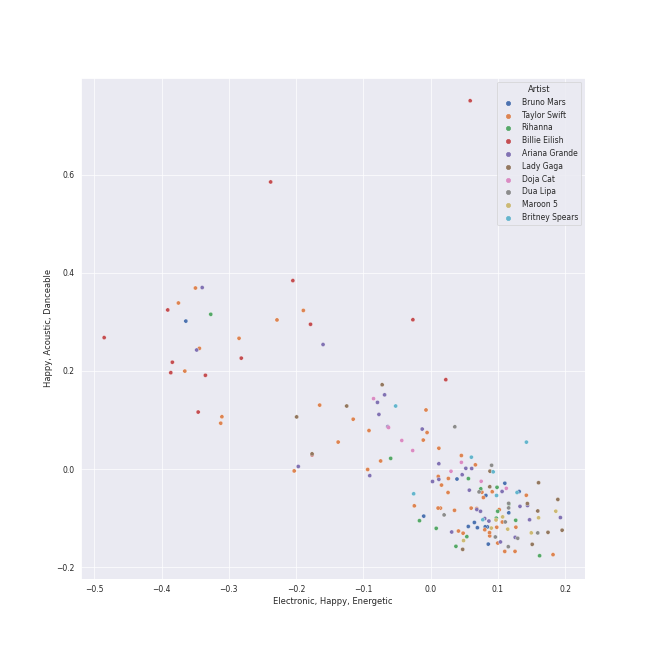 Artist
Bruno Mars
Taylor Swift
Rihanna
Billie Eilish
Ariana Grande
Lady Gaga
Doja Cat
Dua Lipa
Maroon 5
Britney Spears
Happy, Acoustic, Danceable
0.6
0.4
0.2
0.0
−0.2
−0.5 −0.4 −0.3 −0.2 −0.1 0.0 0.1 0.2
Electronic, Happy, Energetic